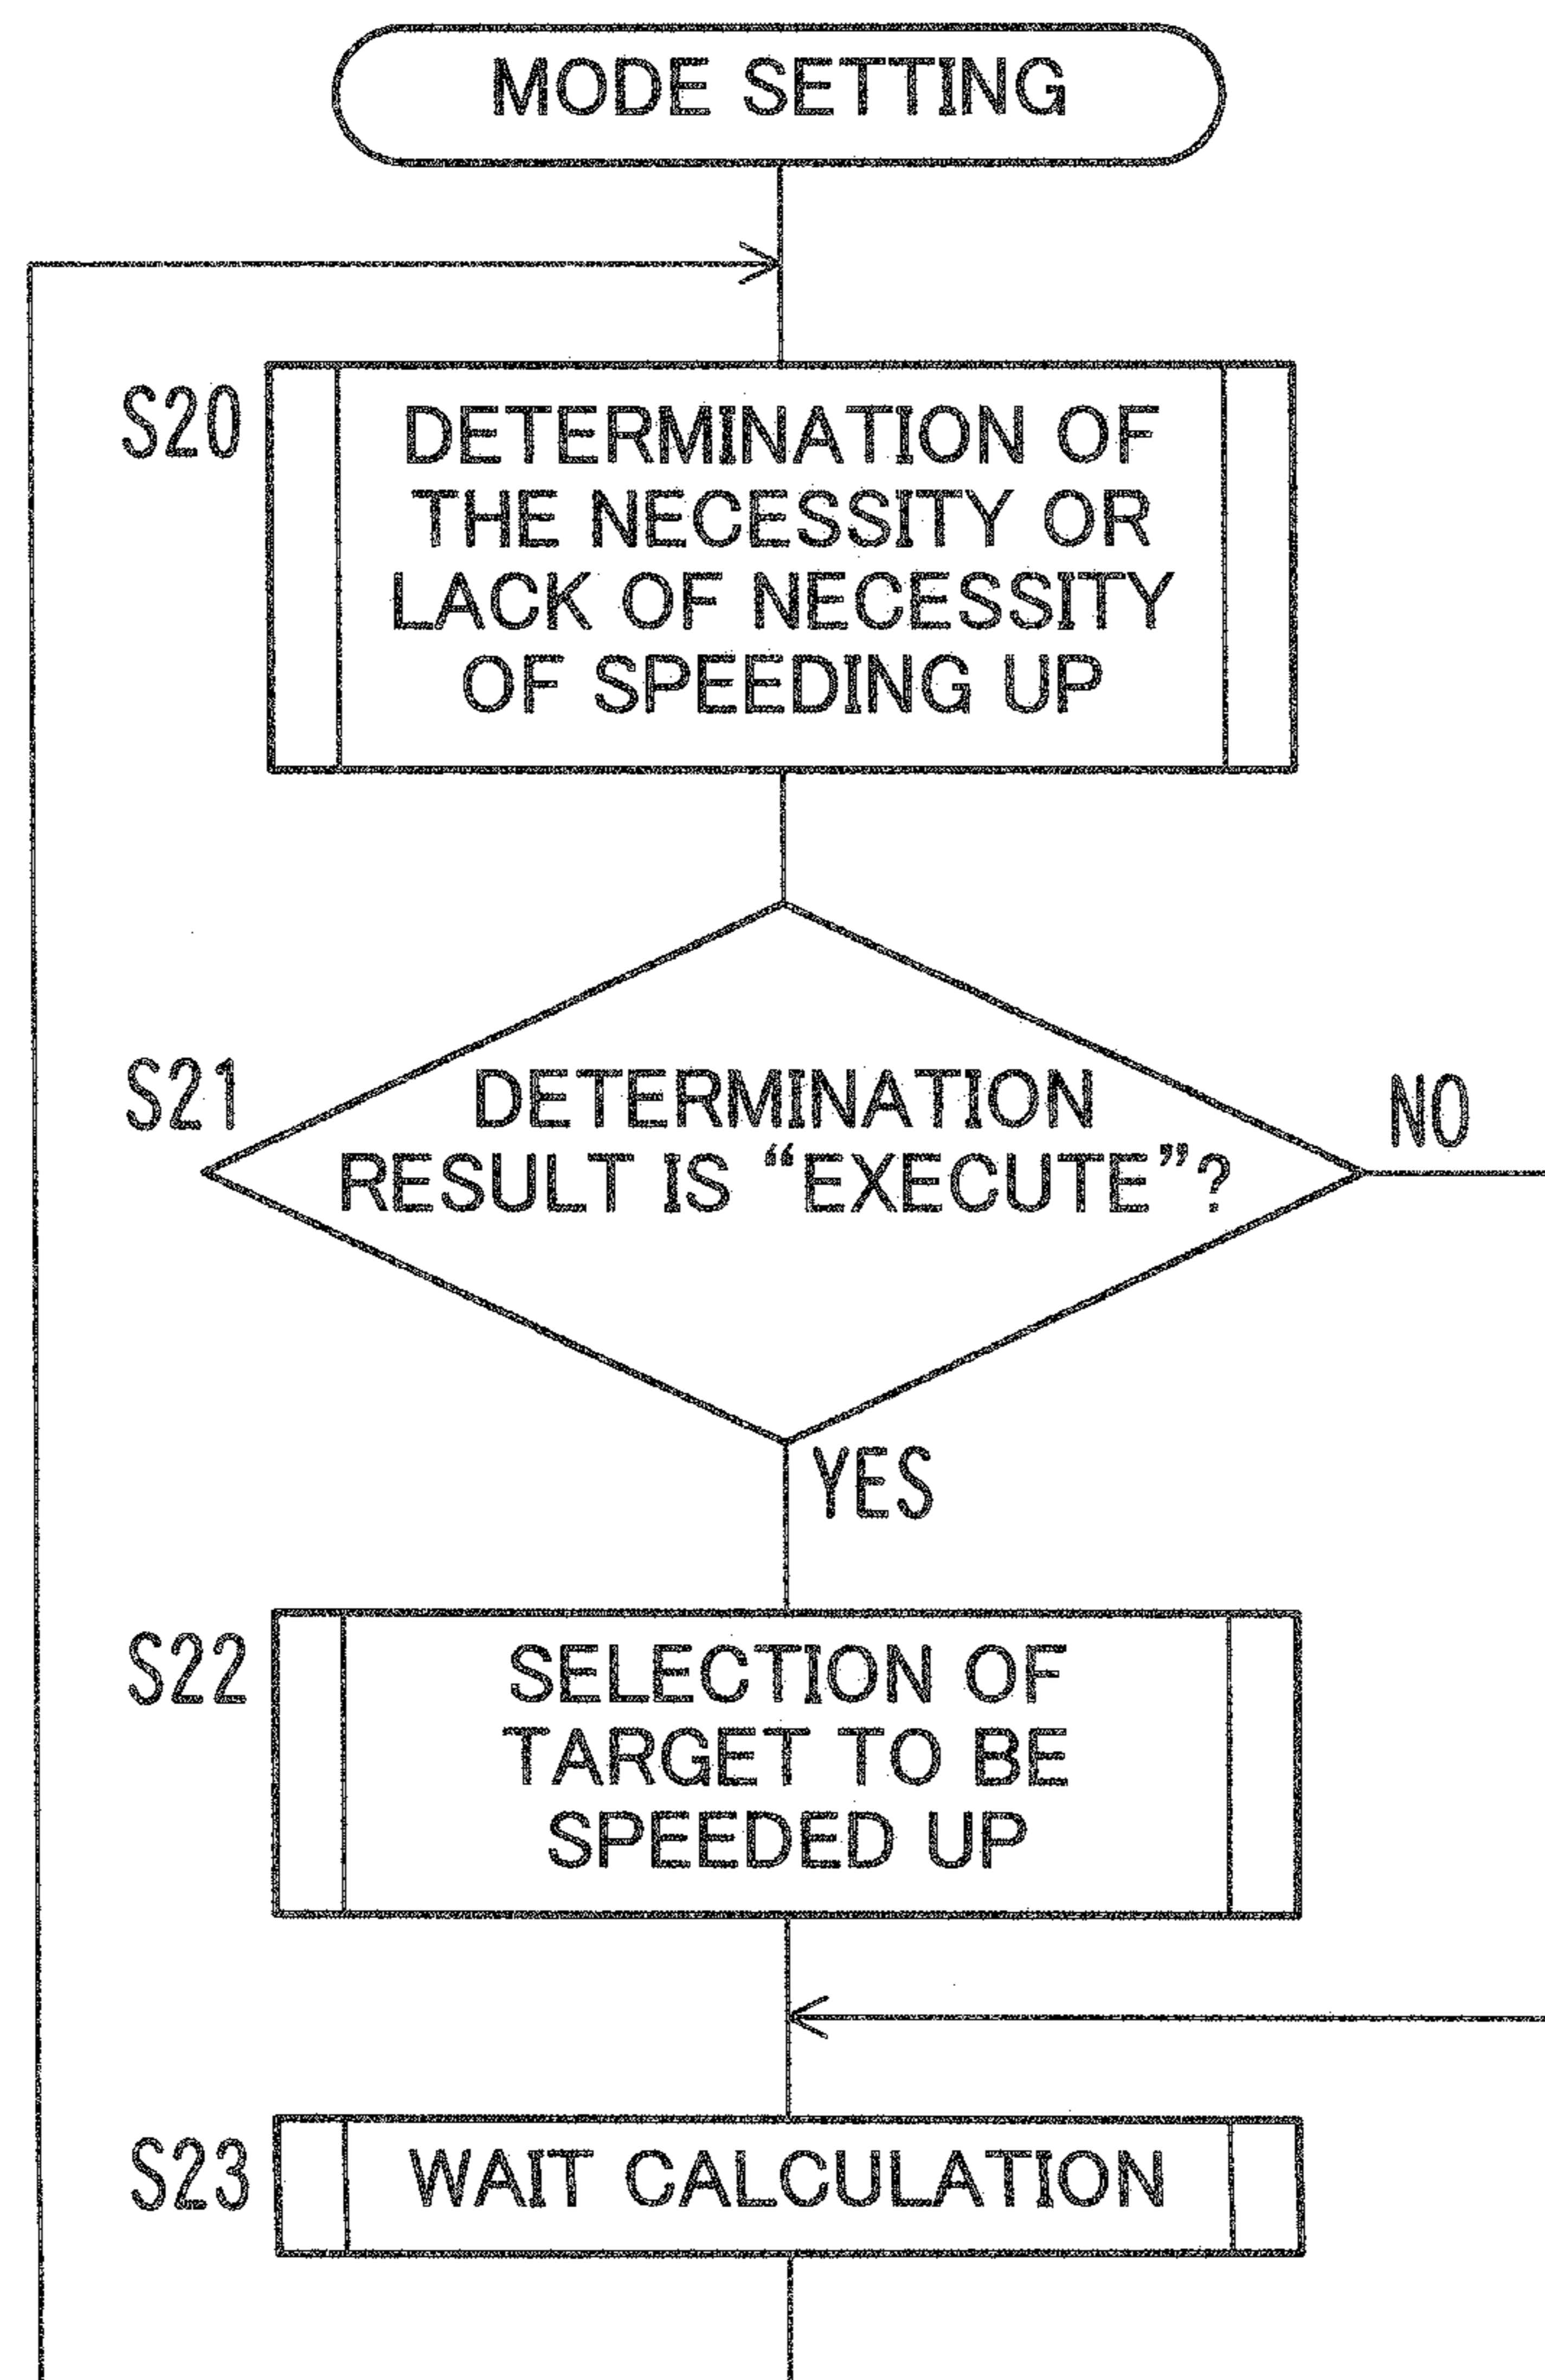 MODE SETTING
S20
DETERMINATION OF
THE NECESSITY OR
LACK OF NECESSITY
OF SPEEDING UP
S21
DETERMINATION
RESULT IS “EXECUTE”?
NO
YES
S22
SELECTION OF
TARGET TO BE
SPEEDED UP
S23
WAIT CALCULATION